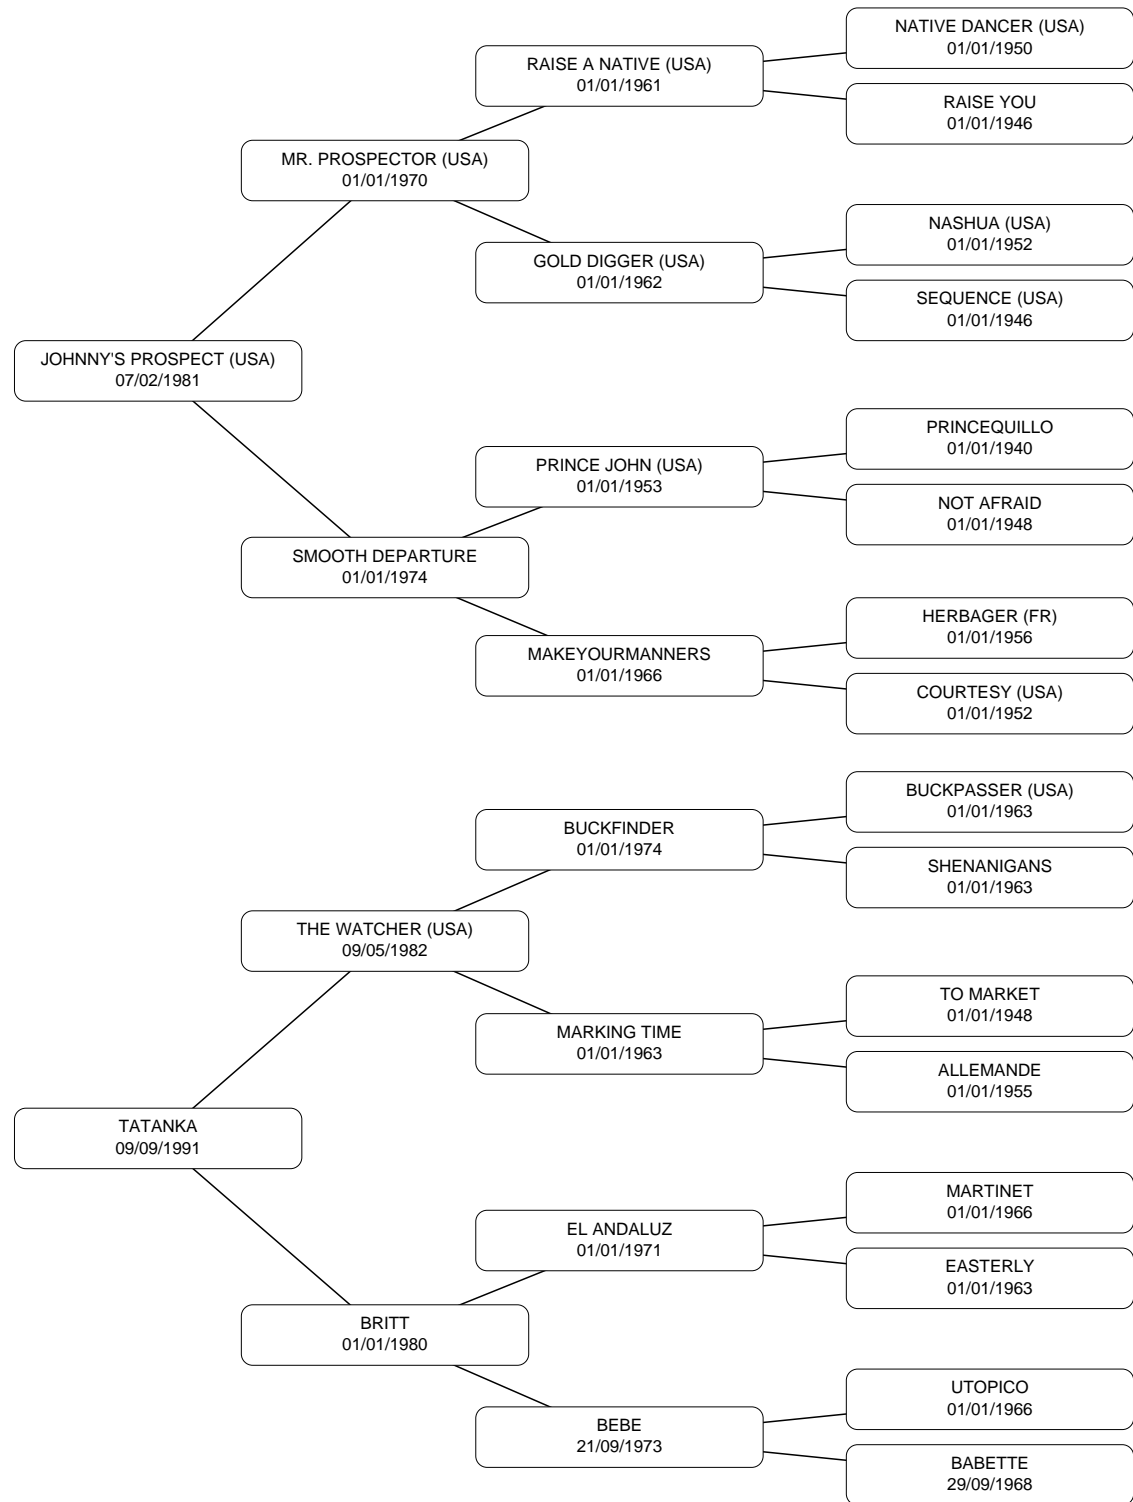 NATIVE DANCER (USA)
01/01/1950
RAISE A NATIVE (USA)
01/01/1961
RAISE YOU
01/01/1946
MR. PROSPECTOR (USA)
01/01/1970
NASHUA (USA)
01/01/1952
GOLD DIGGER (USA)
01/01/1962
SEQUENCE (USA)
01/01/1946
JOHNNY'S PROSPECT (USA)
07/02/1981
PRINCEQUILLO
01/01/1940
PRINCE JOHN (USA)
01/01/1953
NOT AFRAID
01/01/1948
SMOOTH DEPARTURE
01/01/1974
HERBAGER (FR)
01/01/1956
MAKEYOURMANNERS
01/01/1966
COURTESY (USA)
01/01/1952
BUCKPASSER (USA)
01/01/1963
BUCKFINDER
01/01/1974
SHENANIGANS
01/01/1963
THE WATCHER (USA)
09/05/1982
TO MARKET
01/01/1948
MARKING TIME
01/01/1963
ALLEMANDE
01/01/1955
TATANKA
09/09/1991
MARTINET
01/01/1966
EL ANDALUZ
01/01/1971
EASTERLY
01/01/1963
BRITT
01/01/1980
UTOPICO
01/01/1966
BEBE
21/09/1973
BABETTE
29/09/1968